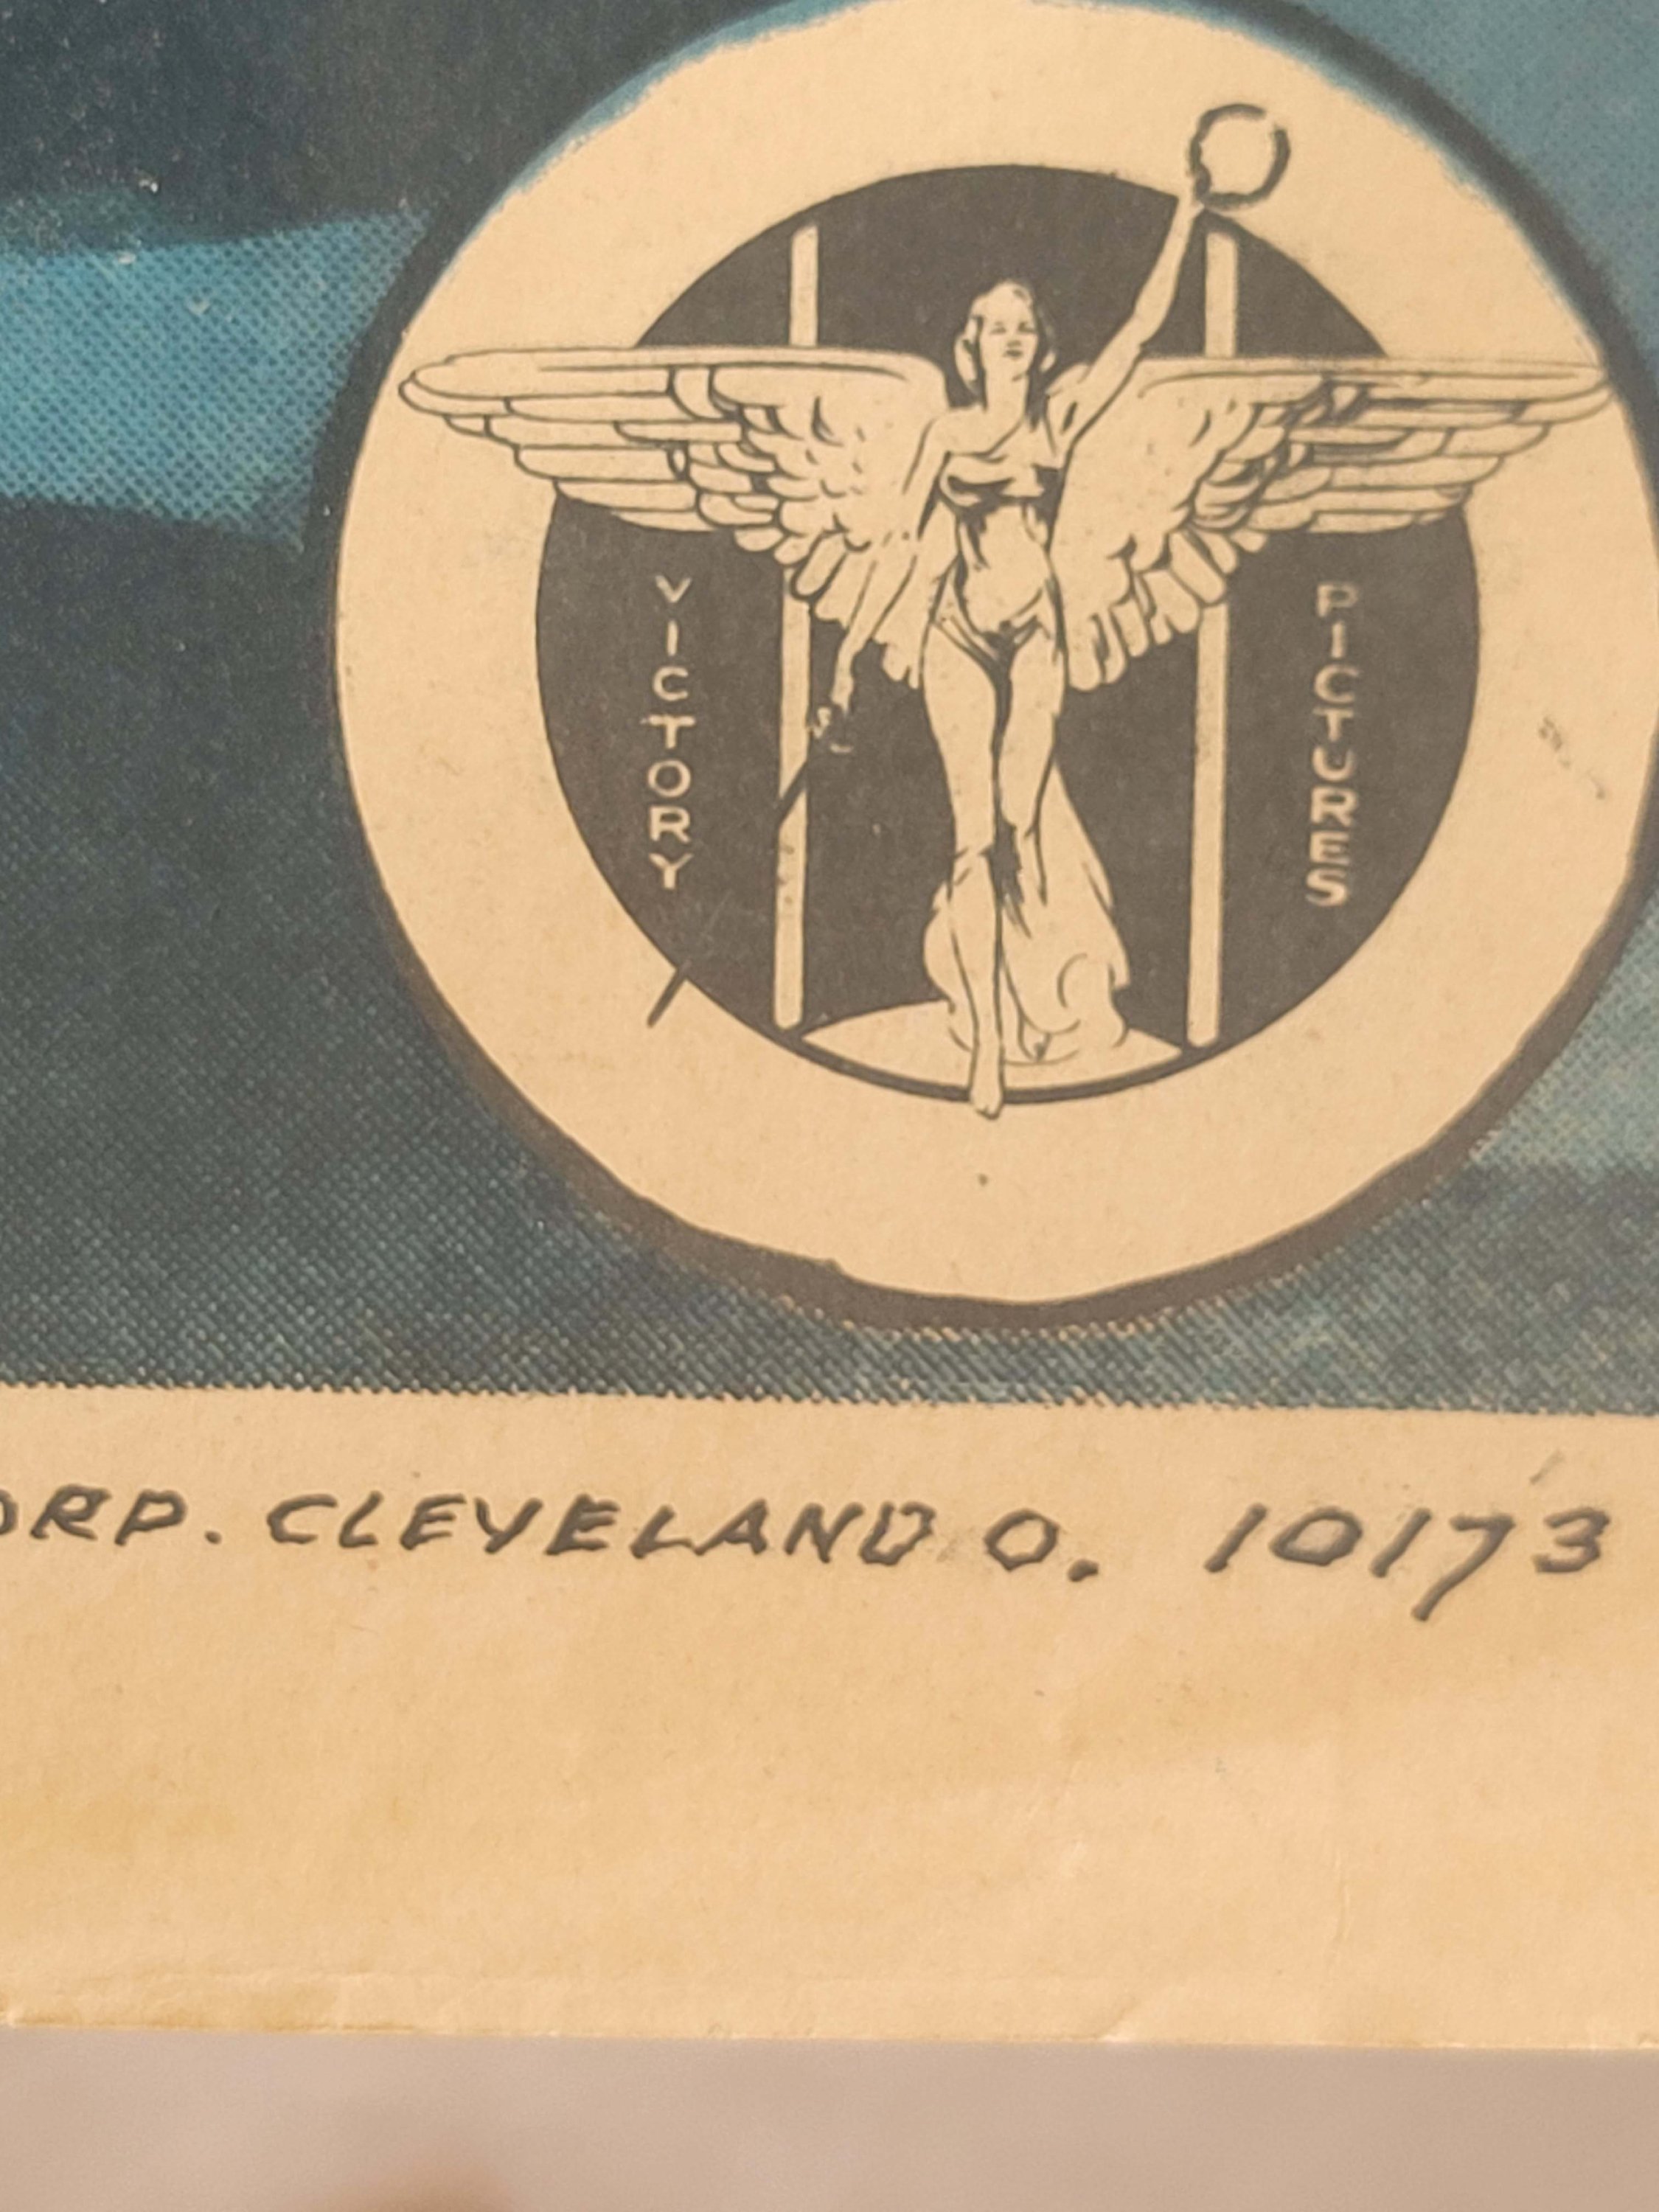 VICTORY
PICTURES
ORP. CLEVELAND O. 10173